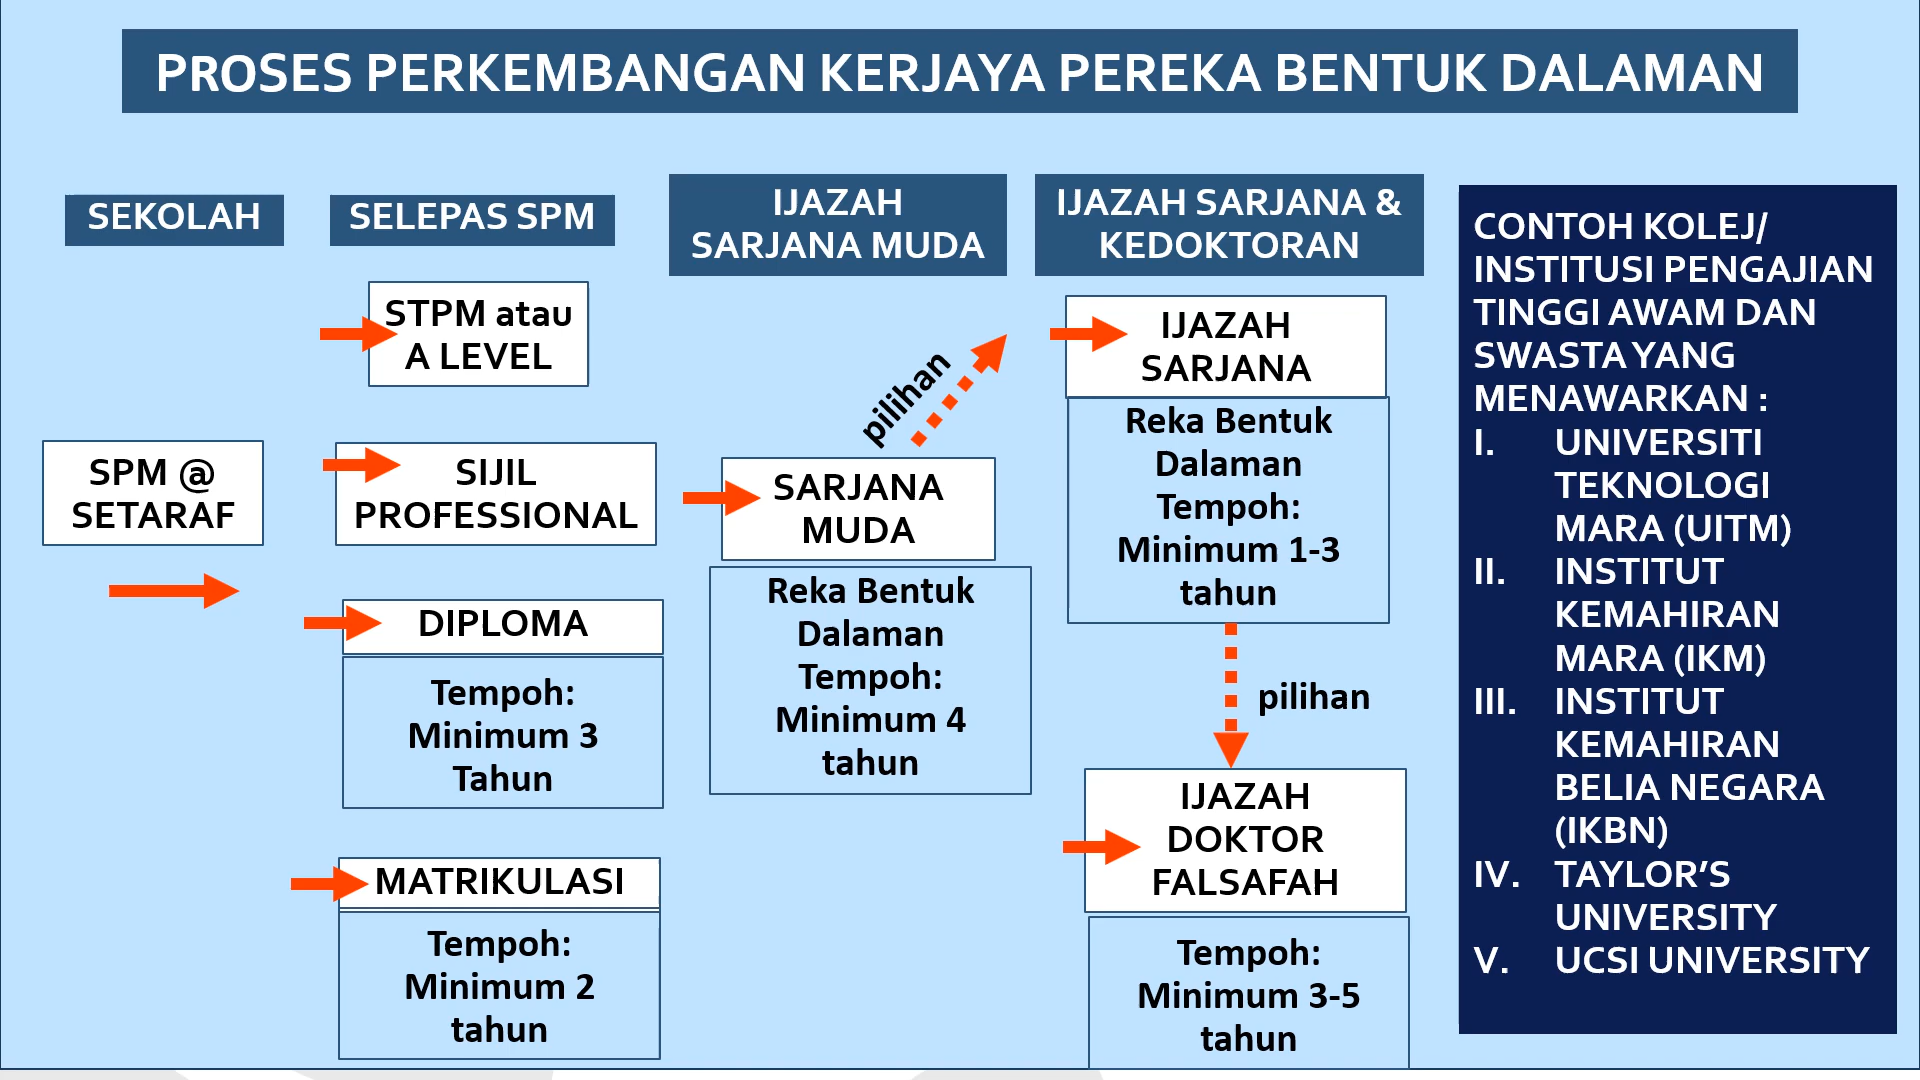 PROSES PERKEMBANGAN KERJAYA PEREKA BENTUK DALAMAN
SEKOLAH
SPM @
SETARAF
SELEPAS SPM
STPM atau
A LEVEL
SIJIL
PROFESSIONAL
DIPLOMA
Tempoh:
Minimum 3
Tahun
MATRIKULASI
Tempoh:
Minimum 2
tahun
IJAZAH
SARJANA MUDA
pilihan
SARJANA
MUDA
Reka Bentuk
Dalaman
Tempoh:
Minimum 4
tahun
IJAZAH SARJANA &
KEDOKTORAN
IJAZAH
SARJANA
Reka Bentuk
Dalaman
Tempoh:
Minimum 1-3
tahun
pilihan
IJAZAH
DOKTOR
FALSAFAH
Tempoh:
Minimum 3-5
tahun
CONTOH KOLEJ/
INSTITUSI PENGAJIAN
TINGGI AWAM DAN
SWASTA YANG
MENAWARKAN :
I. UNIVERSITI
TEKNOLOGI
MARA (UITM)
II. INSTITUT
KEMAHIRAN
MARA (IKM)
III. INSTITUT
KEMAHIRAN
BELIA NEGARA
(IKBN)
IV. TAYLOR’S
UNIVERSITY
V. UCSI UNIVERSITY